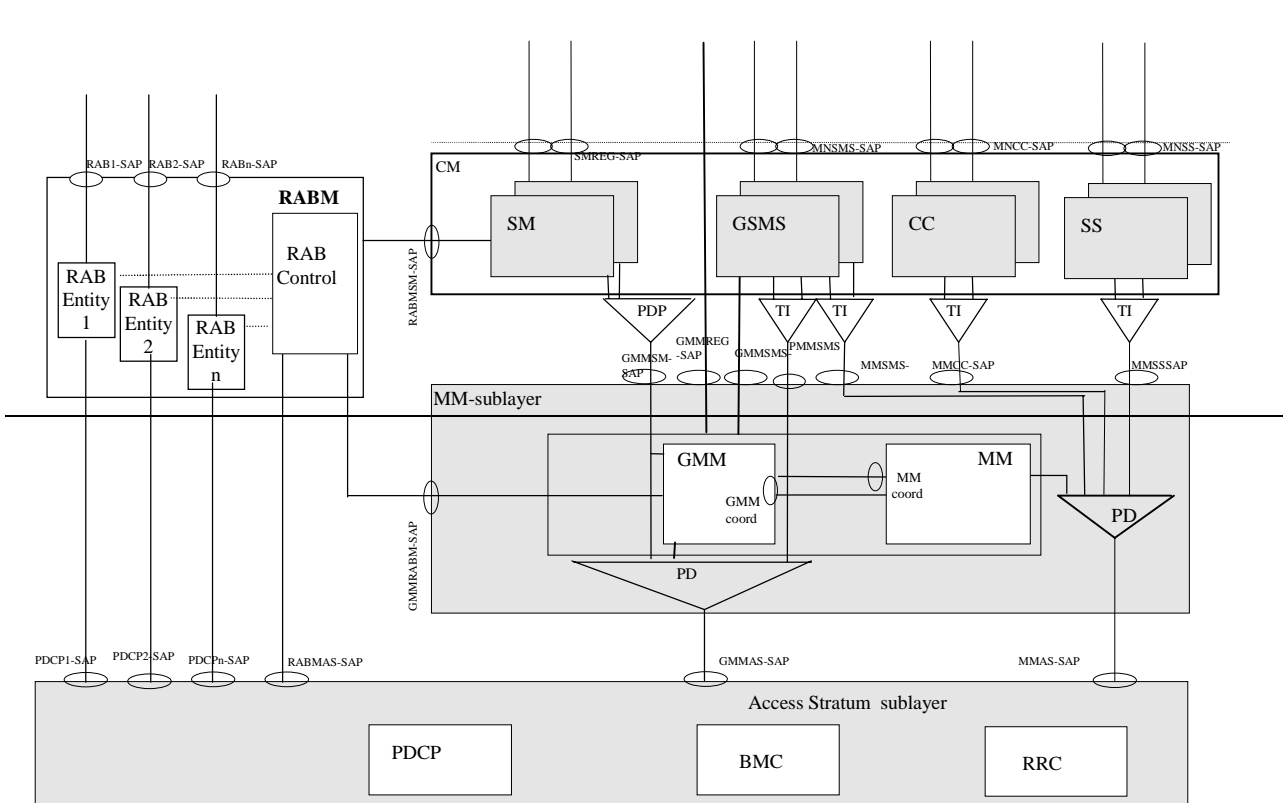 SMREG-SAP
MNSMS-SAP
MNCC-SAP
MNSS-SAP
RAB1-SAP RAB2-SAP RABn-SAP
CM
RABM
SM
GSMS
CC
SS
RAB
Control
RAB
Entity
1
RAB
Entity
2
RAB
Entity
n
RABMSM-SAP
PDP
TI
TI
TI
TI
GMMSM-
SAP
GMMREG
-SAP
GMMSMS-
PMMSMS
MMSMS-
MMCC-SAP
MMSSSAP
MM-sublayer
GMM
GMM
coord
MM
MM
coord
PD
PD
GMMRABM-SAP
PDCP1-SAP
PDCP2-SAP
PDCPn-SAP
RABMAS-SAP
GMMAS-SAP
MMAS-SAP
Access Stratum sublayer
PDCP
BMC
RRC